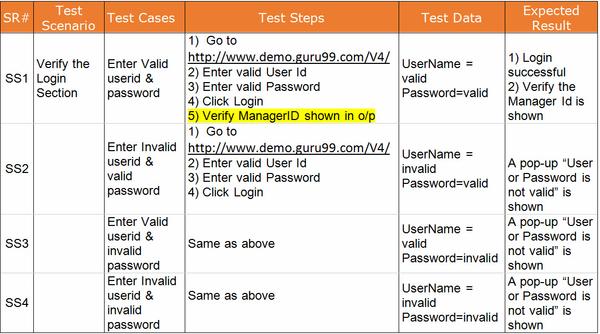 SR# Test Scenario Test Cases Test Steps Test Data Expected Result
SS1
Verify the
Login
Section
Enter Valid
userid &
password
1) Go to
http://www.demo.guru99.com/V4/
2) Enter valid User Id
3) Enter valid Password
4) Click Login
5) Verify ManagerID shown in o/p
UserName =
valid
Password=valid
1) Login
successful
2) Verify the
Manager Id is
shown
SS2
Enter Invalid
userid &
valid
password
1) Go to
http://www.demo.guru99.com/V4/
2) Enter valid User Id
3) Enter valid Password
4) Click Login
UserName =
invalid
Password=valid
A pop-up “User
or Password is
not valid” is
shown
SS3
Enter Valid
userid &
invalid
password
Same as above
UserName =
valid
Password=invalid
A pop-up “User
or Password is
not valid” is
shown
SS4
Enter Invalid
userid &
invalid
password
Same as above
UserName =
invalid
Password=invalid
A pop-up “User
or Password is
not valid” is
shown